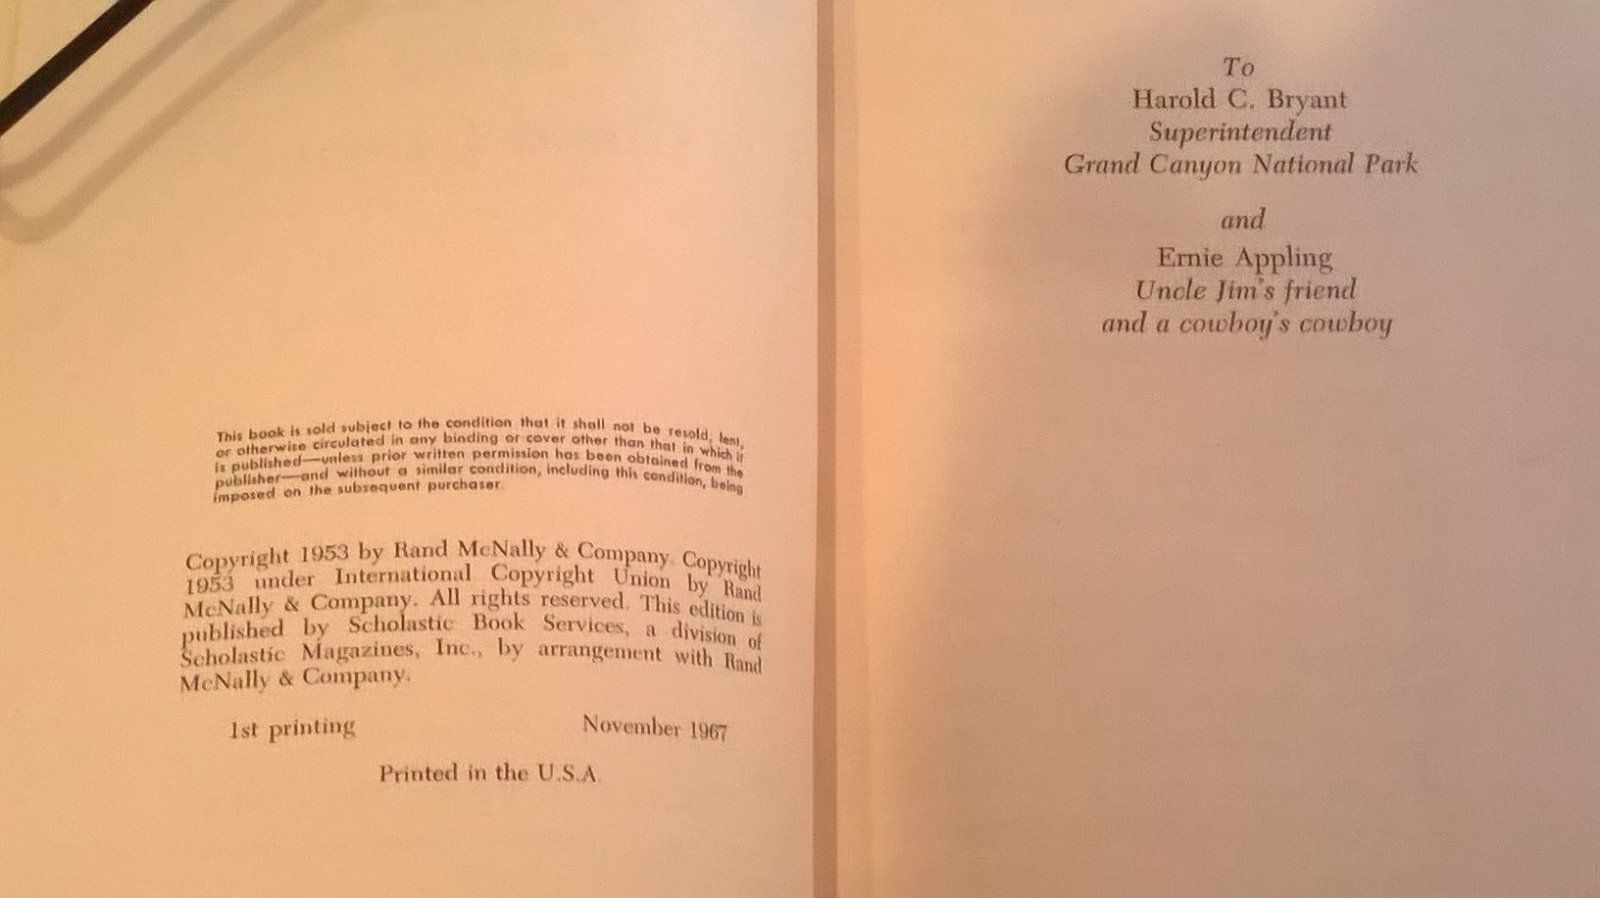 This book is sold subject to the condition that it shall not be resold, lent,
or otherwise circulated in any binding or cover other than that in which it
is published—unless prior written permission has been obtained from the
publisher—and without a similar condition, including this condition, being
imposed on the subsequent purchaser.
Copyright 1953 by Rand McNally & Company. Copyright
1953 under International Copyright Union by Rand
McNally & Company. All rights reserved. This edition is
published by Scholastic Book Services, a division of
Scholastic Magazines, Inc., by arrangement with Rand
McNally & Company.
1st printing November 1967
Printed in the U.S.A.
To
Harold C. Bryant
Superintendent
Grand Canyon National Park
and
Ernie Appling
Uncle Jim's friend
and a cowboy's cowboy